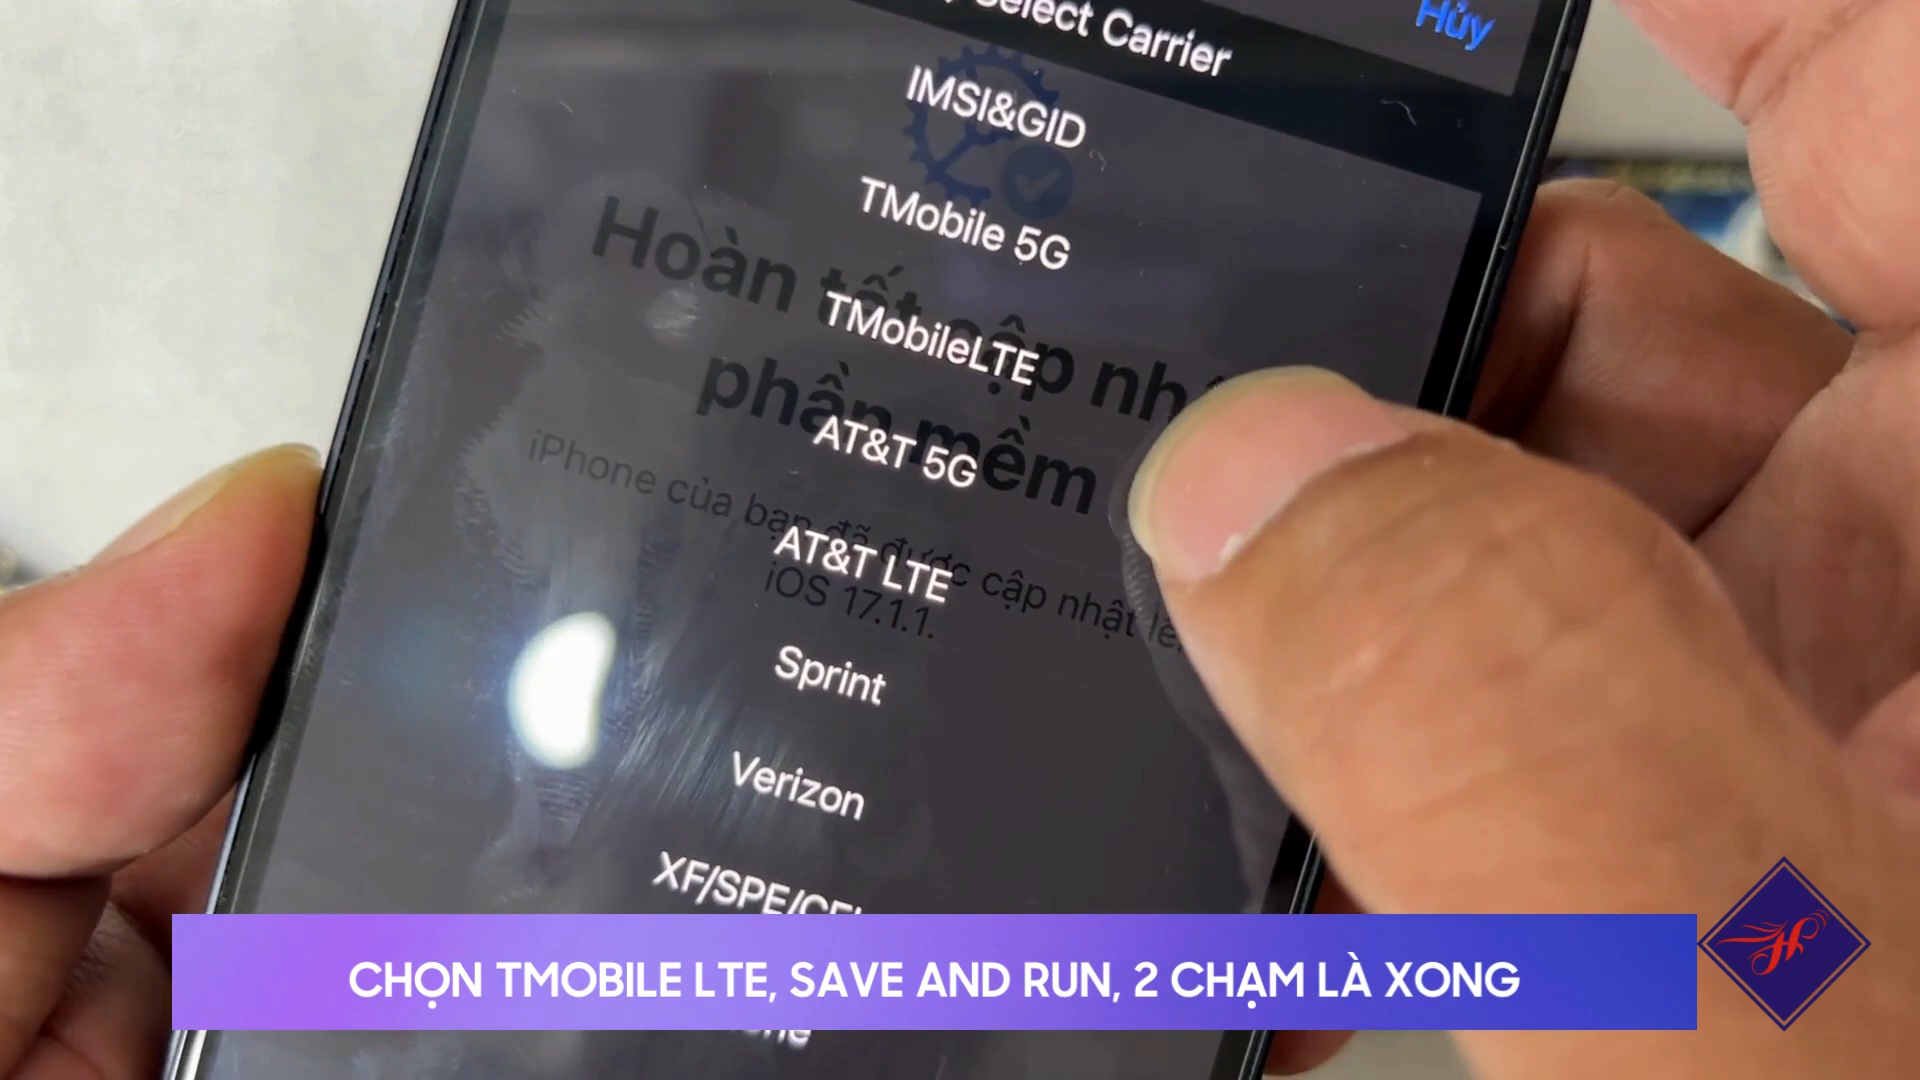 Select Carrier
Hủy
IMSI&GID
TMobile 5G
Hoàn tất cập nh
TMobileLTE
phần mềm
AT&T 5G
iPhone của bạn đã được cập nhật lê
AT&T LTE
iOS 17.1.1.
Sprint
Verizon
XF/SPE/
CHỌN TMOBILE LTE, SAVE AND RUN, 2 CHẠM LÀ XONG